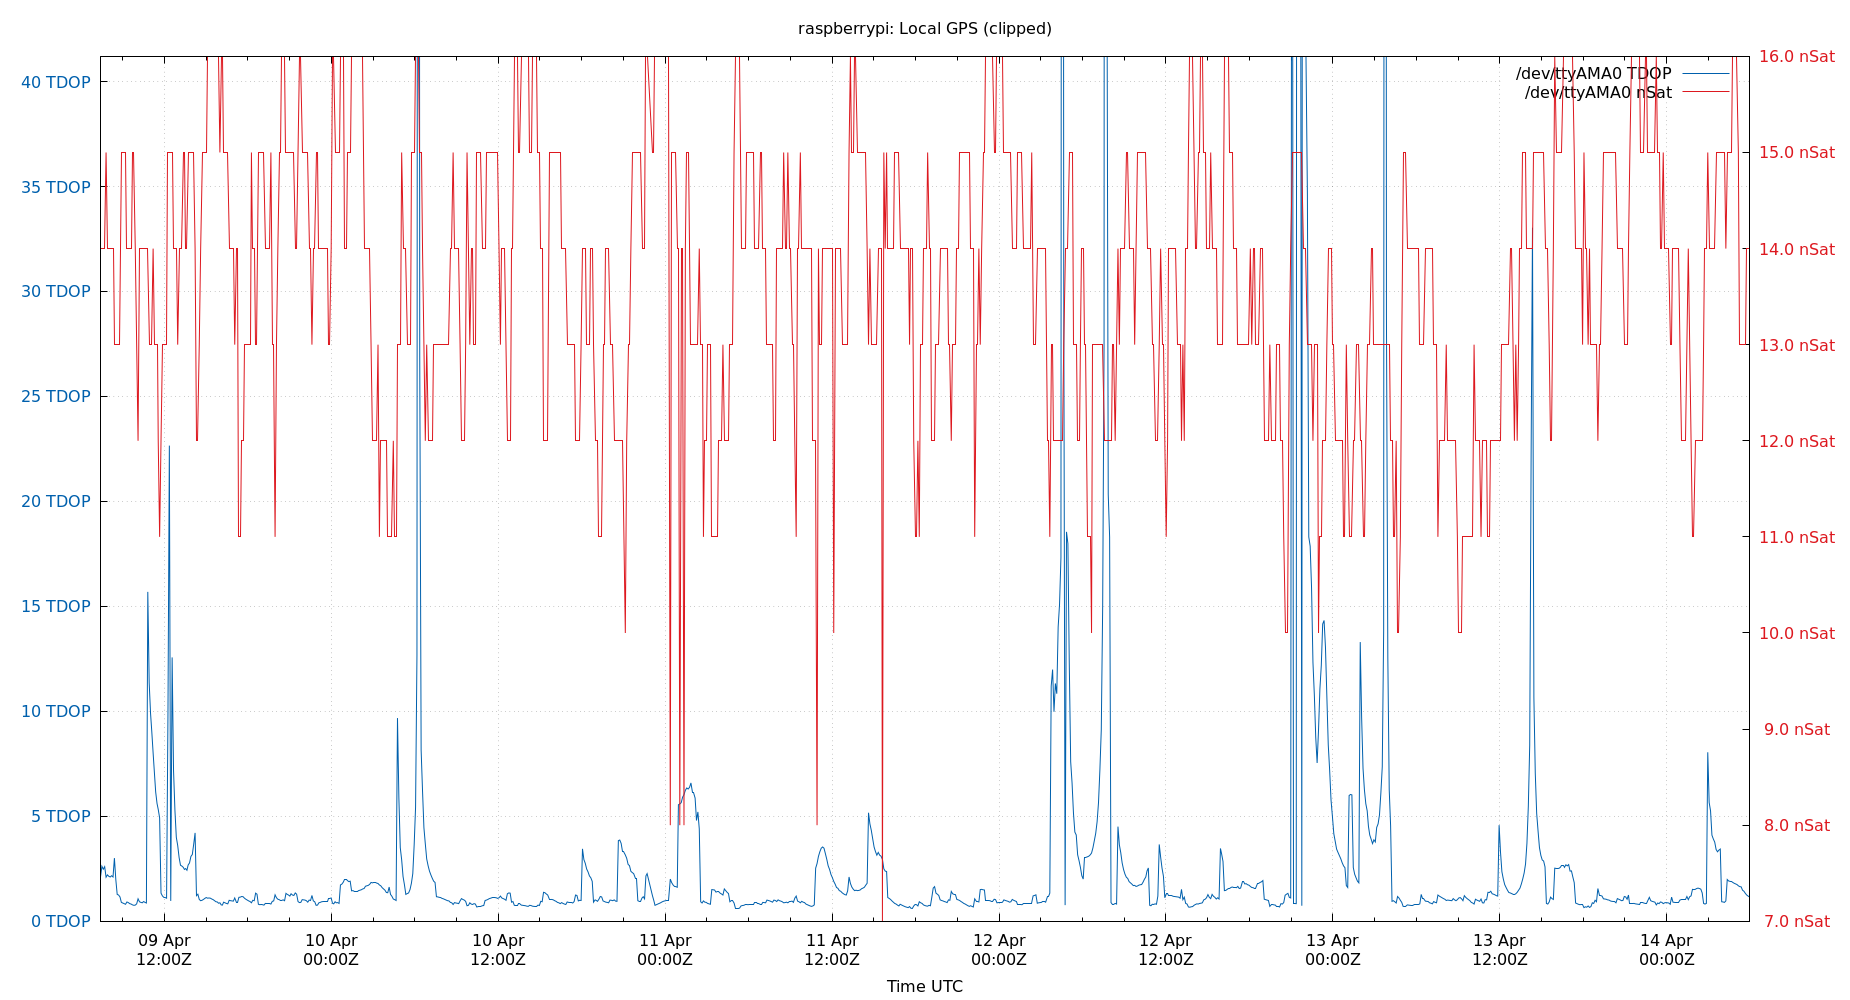 raspberrypi: Local GPS (clipped)
/dev/ttyAMA0 TDOP
/dev/ttyAMA0 nSat
40 TDOP
35 TDOP
30 TDOP
25 TDOP
20 TDOP
15 TDOP
10 TDOP
5 TDOP
0 TDOP
16.0 nSat
15.0 nSat
14.0 nSat
13.0 nSat
12.0 nSat
11.0 nSat
10.0 nSat
9.0 nSat
8.0 nSat
7.0 nSat
09 Apr
12:00Z
10 Apr
00:00Z
10 Apr
12:00Z
11 Apr
00:00Z
11 Apr
12:00Z
12 Apr
00:00Z
12 Apr
12:00Z
13 Apr
00:00Z
13 Apr
12:00Z
14 Apr
00:00Z
Time UTC